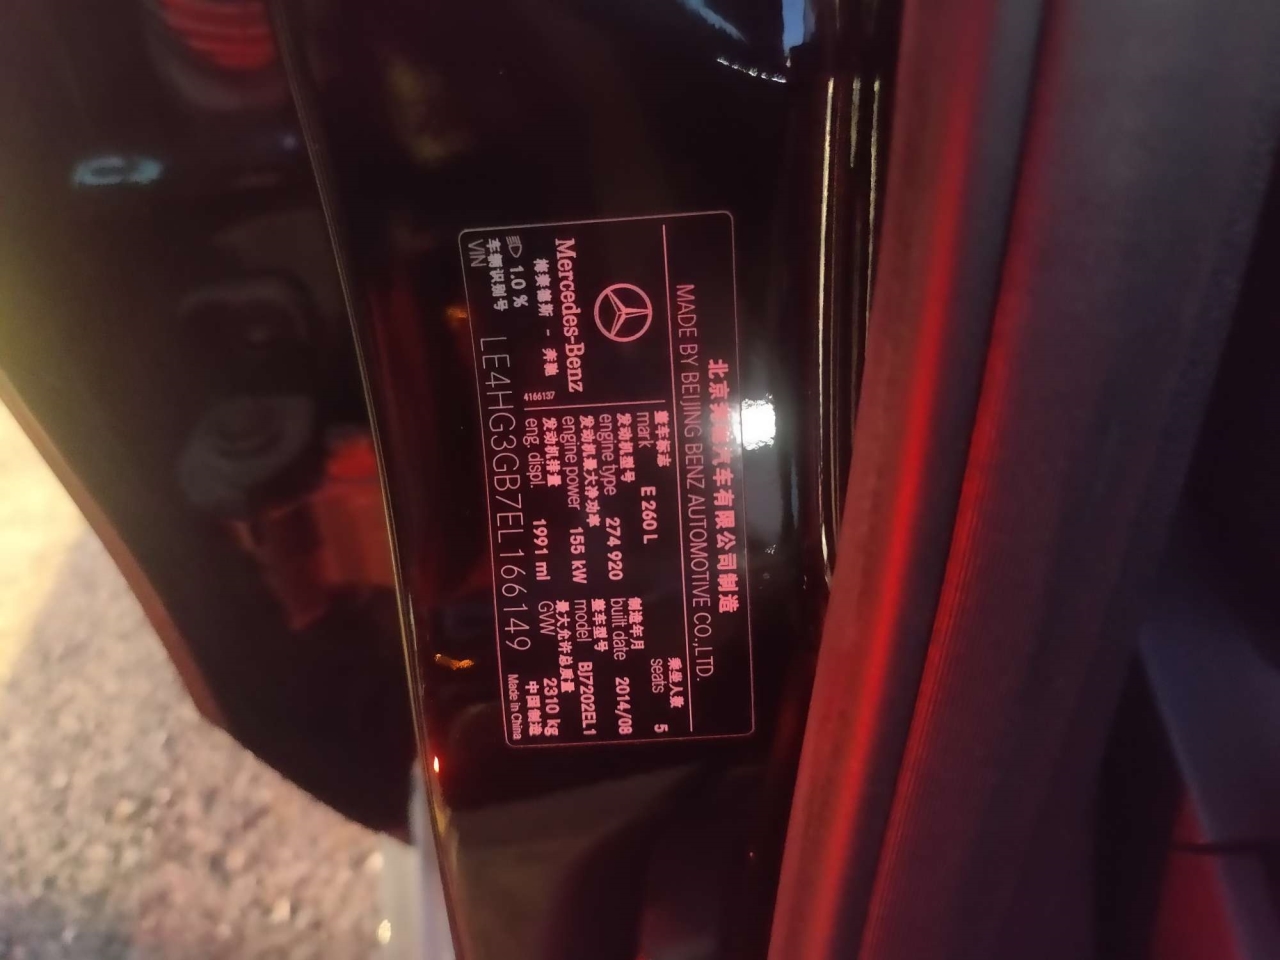 北京奔驰汽车有限公司制造
MADE BY BEIJING BENZ AUTOMOTIVE CO.,LTD.
乘坐人数
seats 5
Mercedes-Benz
梅赛德斯 - 奔驰
1.0 %
4166137
整车标志
mark E 260 L
发动机型号
engine type 274 920
发动机最大净功率
engine power 155 kW
发动机排量
eng. displ. 1991 ml
制造年月
built date 2014/08
整车型号
model BJ7202EL1
最大允许总质量
GVW 2310 kg
车辆识别号
VIN LE4HG3GB7EL166149
中国制造
Made in China